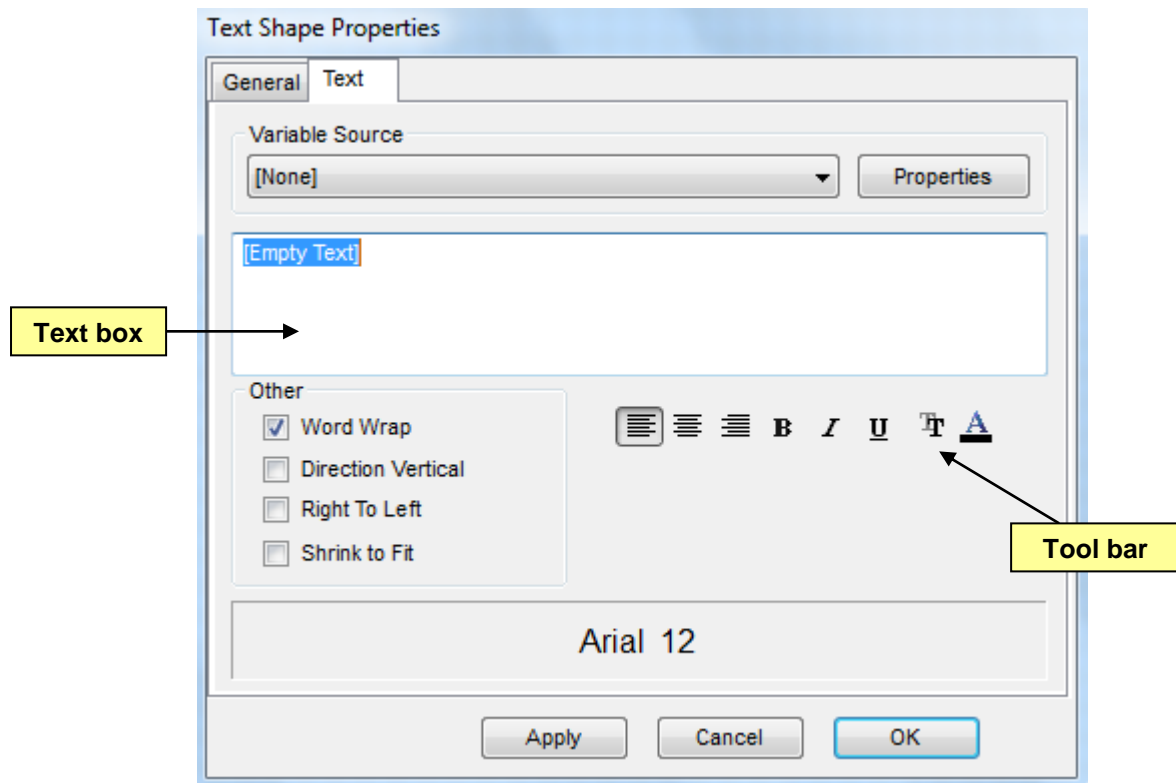 Text Shape Properties
General Text
Variable Source
[None] Properties
[Empty Text]
Text box
Other
Word Wrap B I U T T A
Direction Vertical
Right To Left
Shrink to Fit
Tool bar
Arial 12
Apply Cancel OK